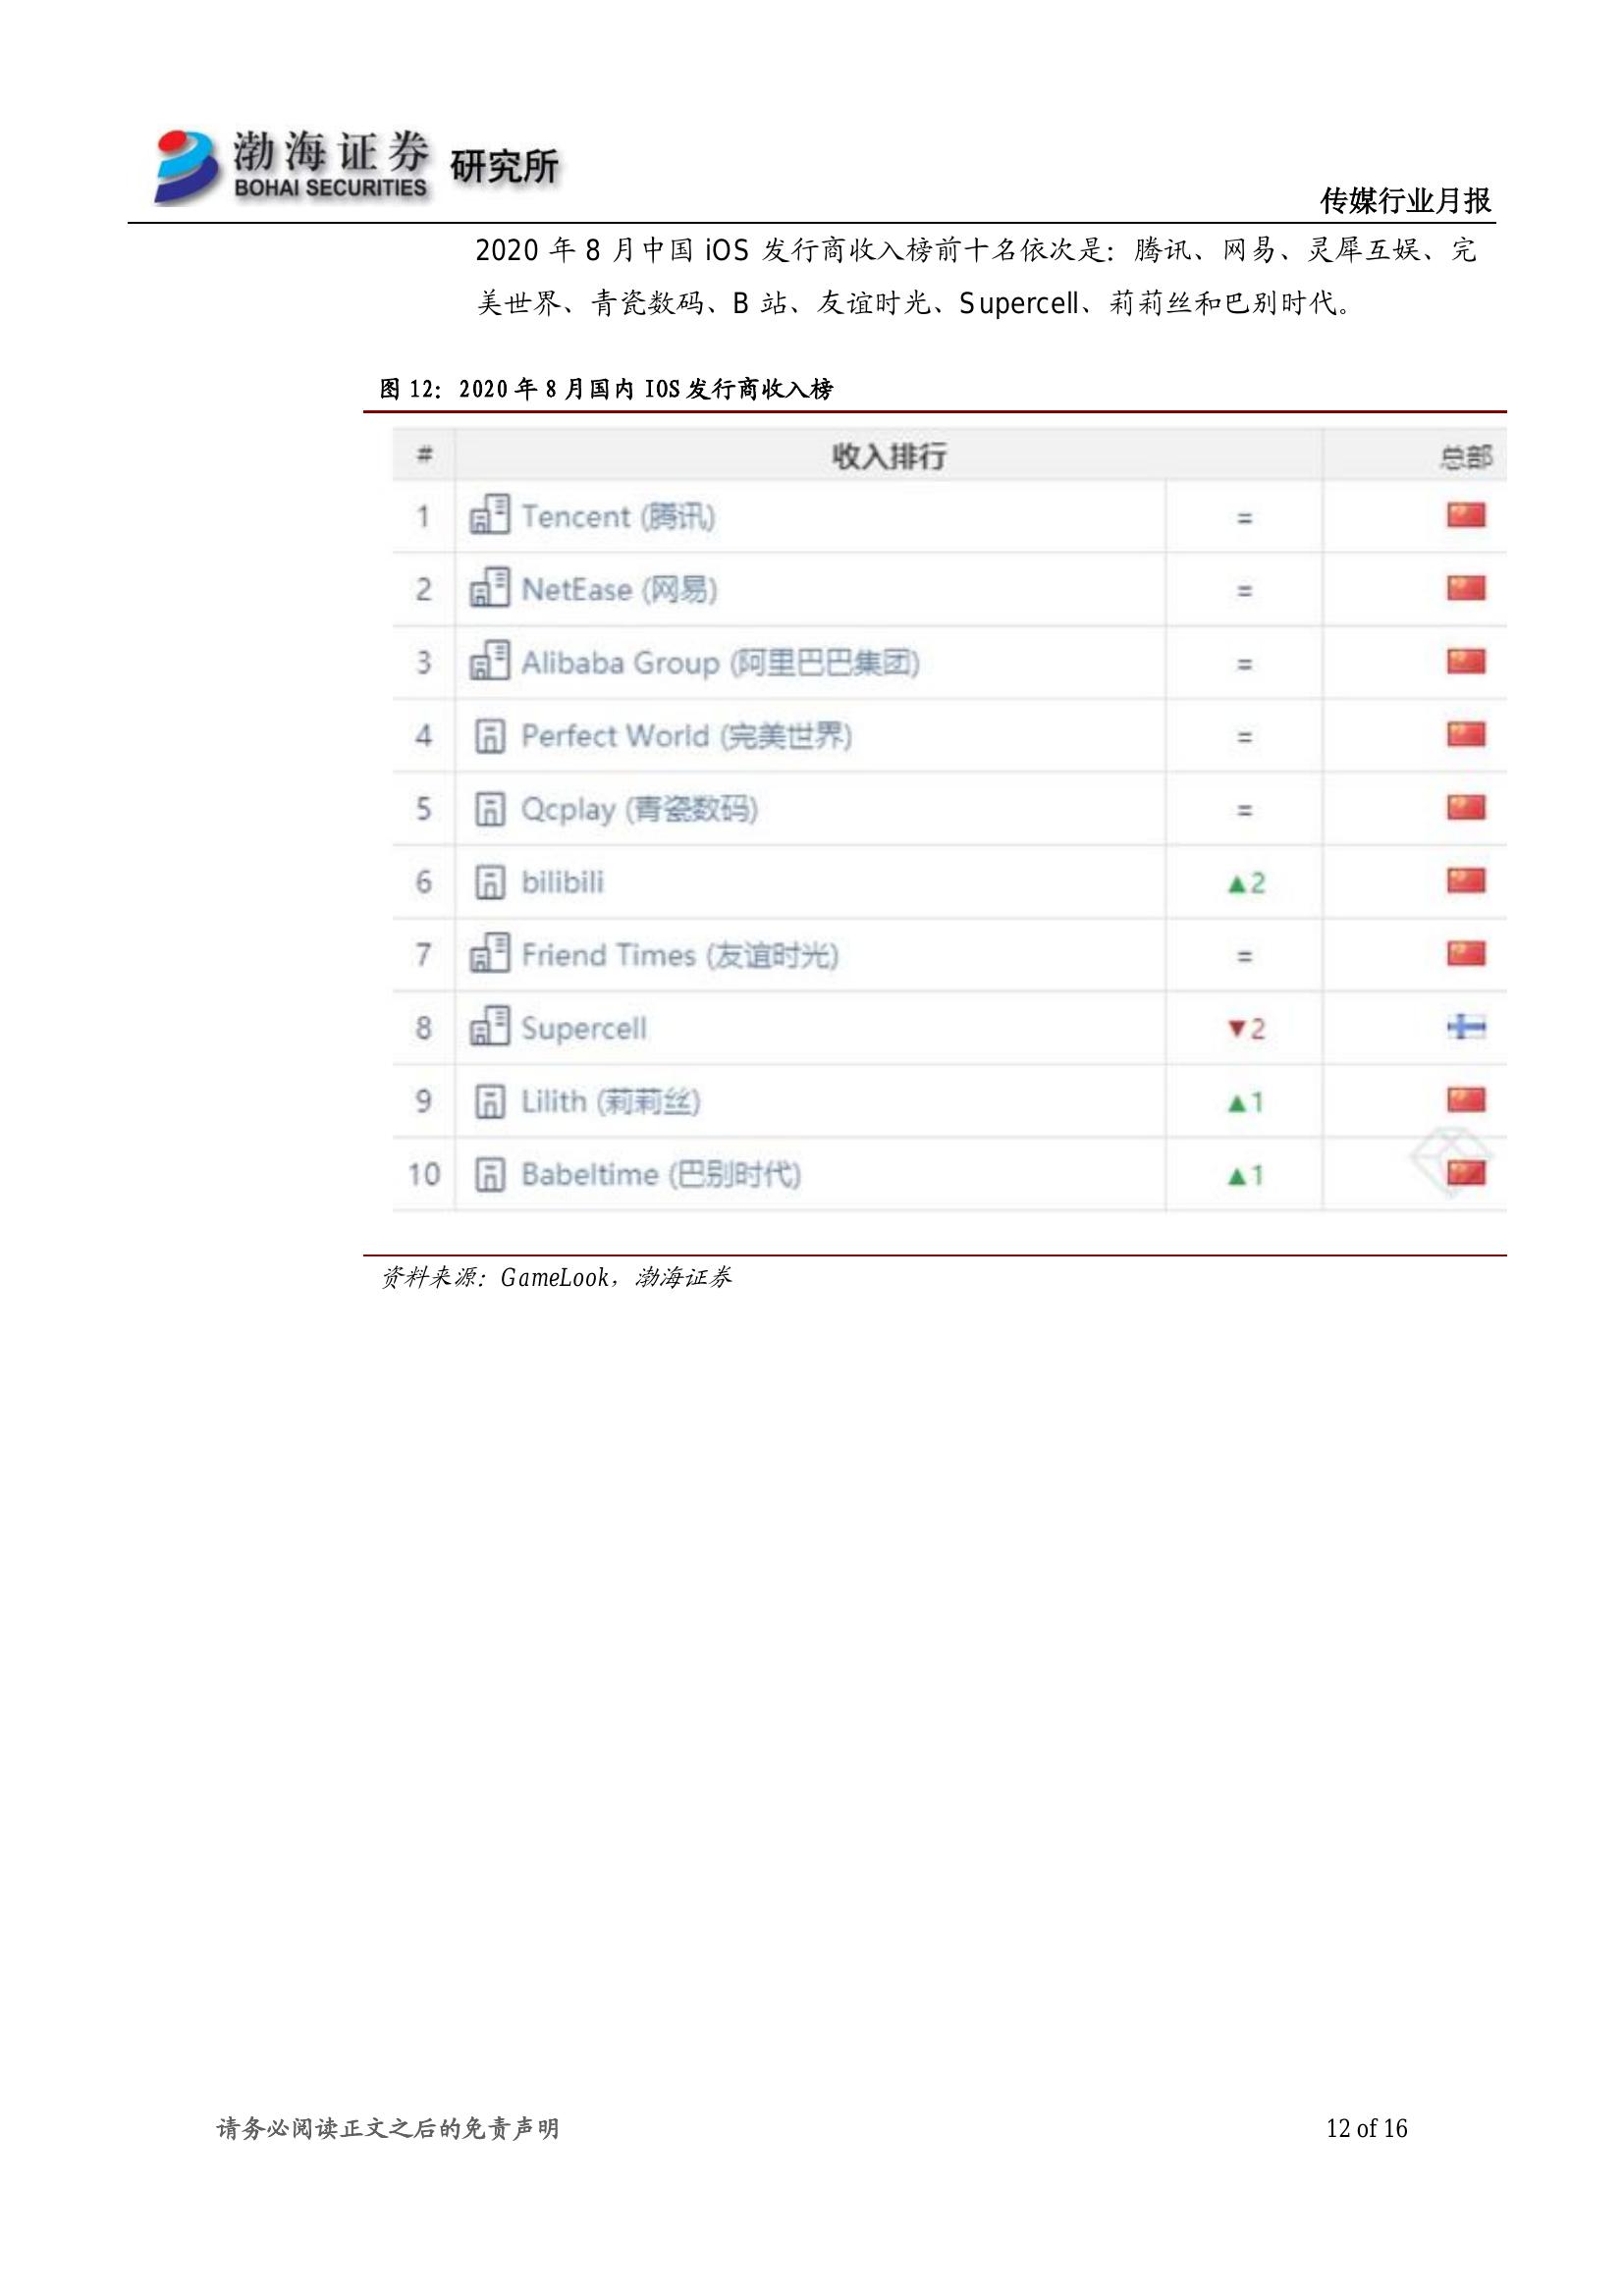 渤海证券 研究所
BOHAI SECURITIES
传媒行业月报
2020 年 8 月中国 iOS 发行商收入榜前十名依次是：腾讯、网易、灵犀互娱、完
美世界、青瓷数码、B 站、友谊时光、Supercell、莉莉丝和巴别时代。
图 12：2020 年 8 月国内 IOS 发行商收入榜
# 收入排行 总部
1 Tencent (腾讯) =
2 NetEase (网易) =
3 Alibaba Group (阿里巴巴集团) =
4 Perfect World (完美世界) =
5 Qcplay (青瓷数码) =
6 bilibili ▲2
7 Friend Times (友谊时光) =
8 Supercell ▼2
9 Lilith (莉莉丝) ▲1
10 Babeltime (巴别时代) ▲1
资料来源：GameLook，渤海证券
请务必阅读正文之后的免责声明 12 of 16